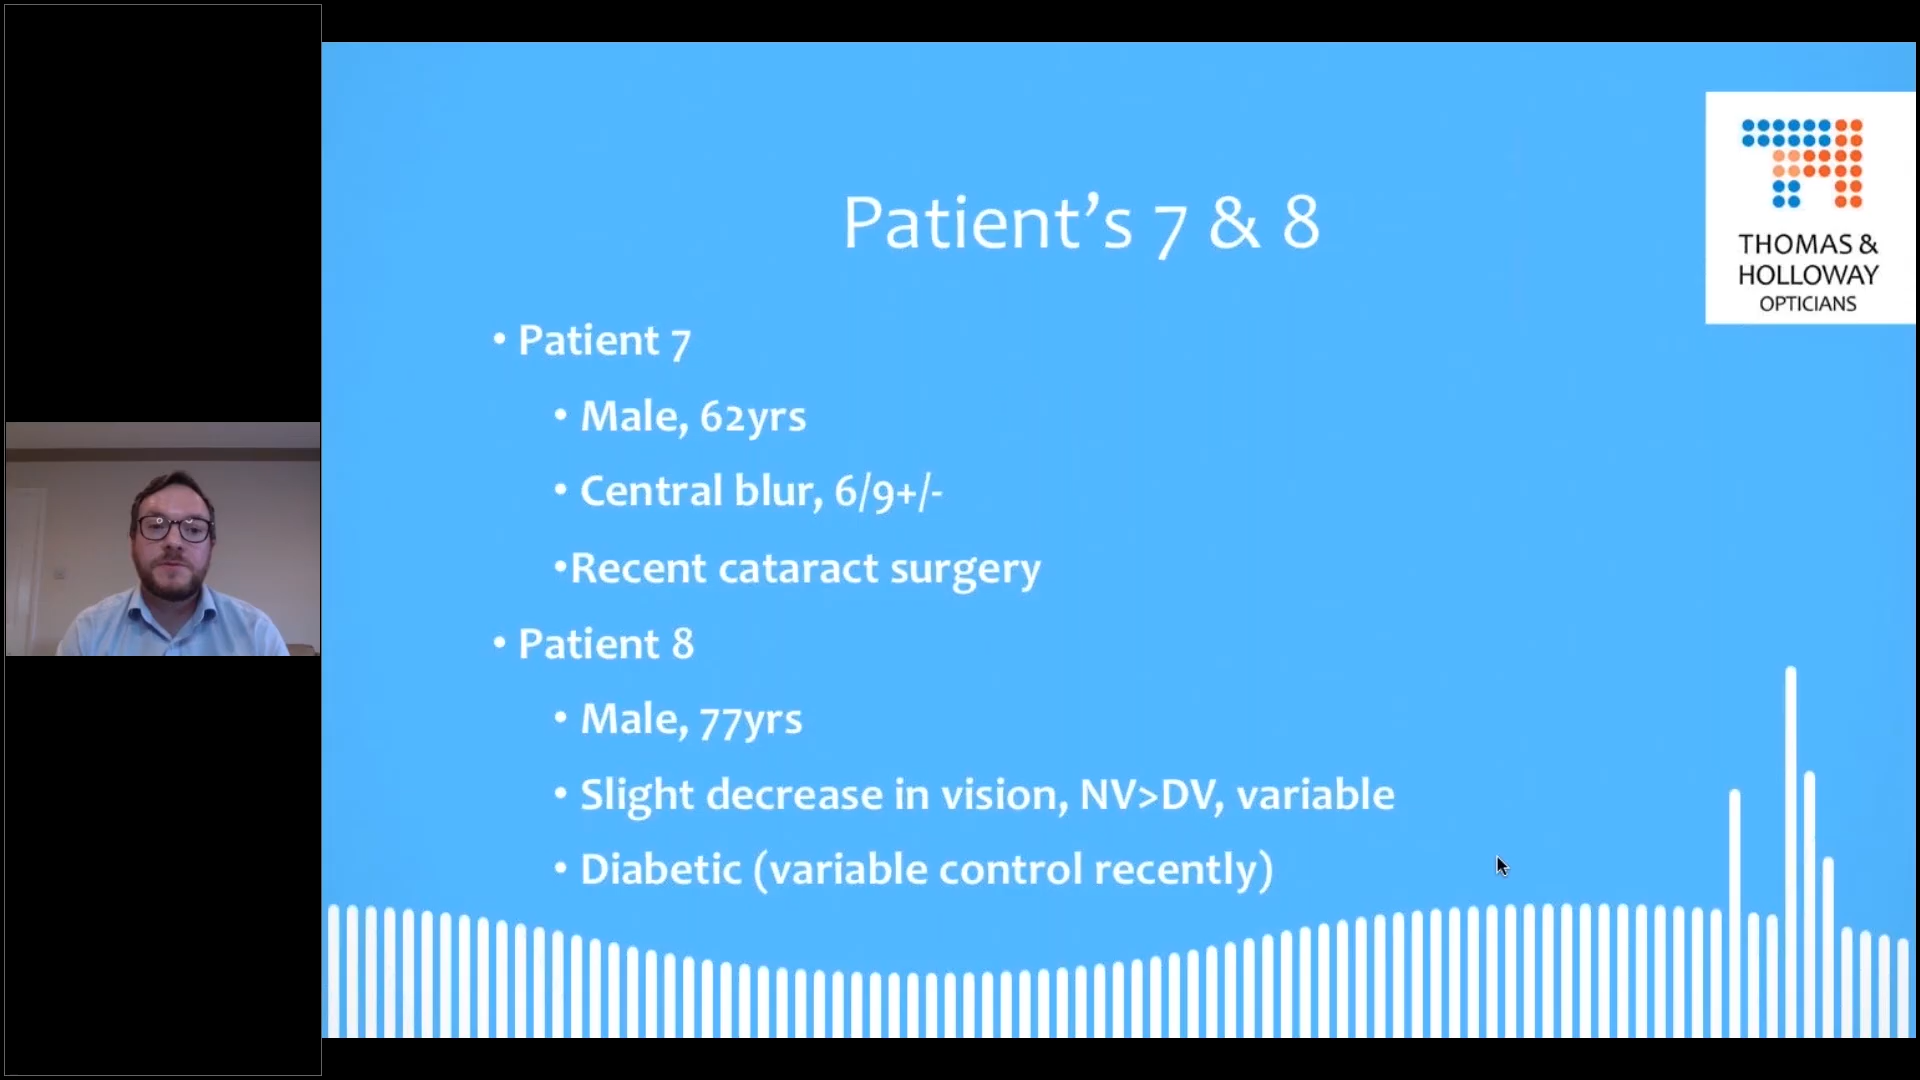 Patient’s 7 & 8
THOMAS &
HOLLOWAY
OPTICIANS
• Patient 7
• Male, 62yrs
• Central blur, 6/9+/-
•Recent cataract surgery
• Patient 8
• Male, 77yrs
• Slight decrease in vision, NV>DV, variable
• Diabetic (variable control recently)